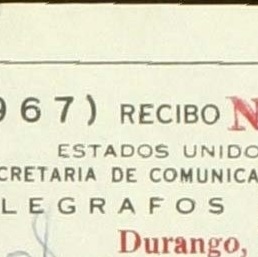 967) RECIBO N
ESTADOS UNIDO
CRETARIA DE COMUNICA
LEGRAFOS
Durango,